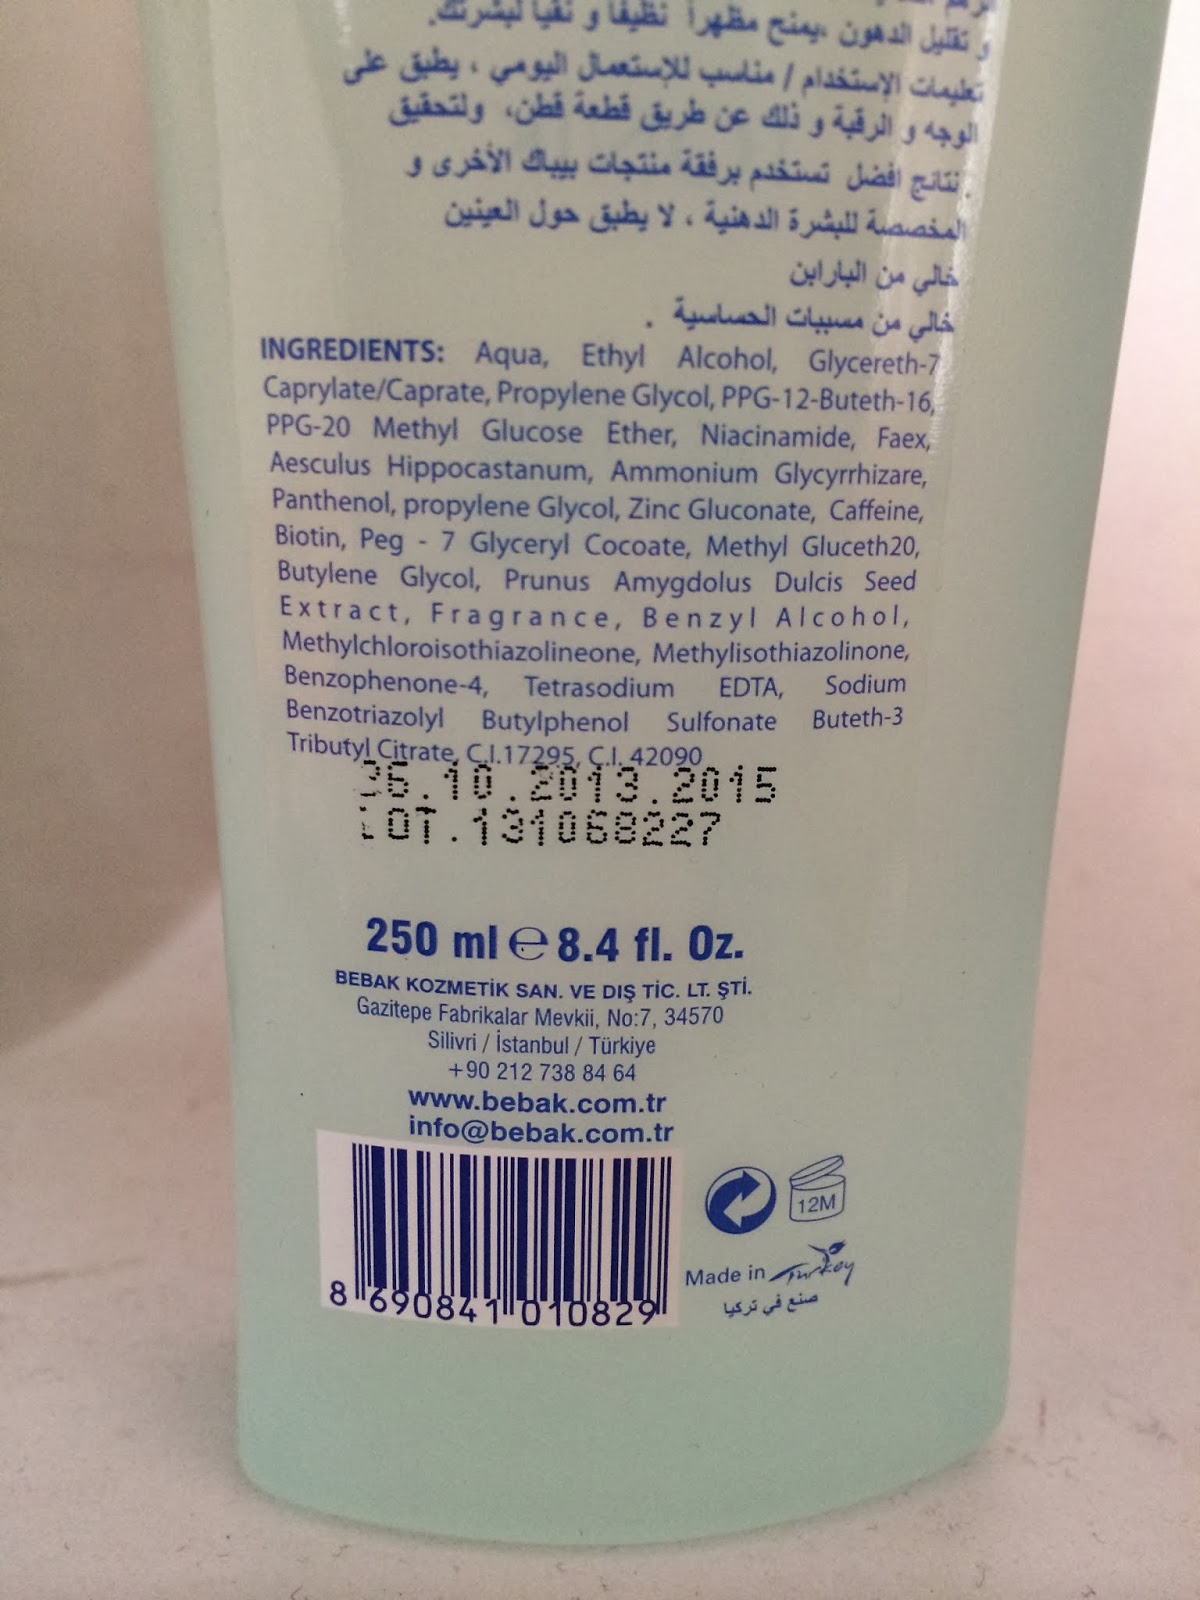 و تقليل الدهون ،يمنح مظهراً نظيفاً و نقياً لبشرتك.
تعليمات الإستخدام / مناسب للإستعمال اليومي ، يطبق على
الوجه و الرقبة و ذلك عن طريق قطعة قطن، ولتحقيق
نتائج افضل تستخدم برفقة منتجات بيباك الأخرى و
المخصصة للبشرة الدهنية ، لا يطبق حول العينين
خالي من البارابن
خالي من مسببات الحساسية .
INGREDIENTS: Aqua, Ethyl Alcohol, Glycereth-7
Caprylate/Caprate, Propylene Glycol, PPG-12-Buteth-16,
PPG-20 Methyl Glucose Ether, Niacinamide, Faex,
Aesculus Hippocastanum, Ammonium Glycyrrhizare,
Panthenol, propylene Glycol, Zinc Gluconate, Caffeine,
Biotin, Peg - 7 Glyceryl Cocoate, Methyl Gluceth20,
Butylene Glycol, Prunus Amygdolus Dulcis Seed
Extract, Fragrance, Benzyl Alcohol,
Methylchloroisothiazolineone, Methylisothiazolinone,
Benzophenone-4, Tetrasodium EDTA, Sodium
Benzotriazolyl Butylphenol Sulfonate Buteth-3
Tributyl Citrate, C.I.17295, C.I. 42090
26.10.2013.2015
LOT.131068227
250 ml e 8.4 fl. Oz.
BEBAK KOZMETİK SAN. VE DIŞ TİC. LT. ŞTİ.
Gazitepe Fabrikalar Mevkii, No:7, 34570
Silivri / İstanbul / Türkiye
+90 212 738 84 64
www.bebak.com.tr
info@bebak.com.tr
8 690841 010829
12M
Made in Turkey
صنع في تركيا